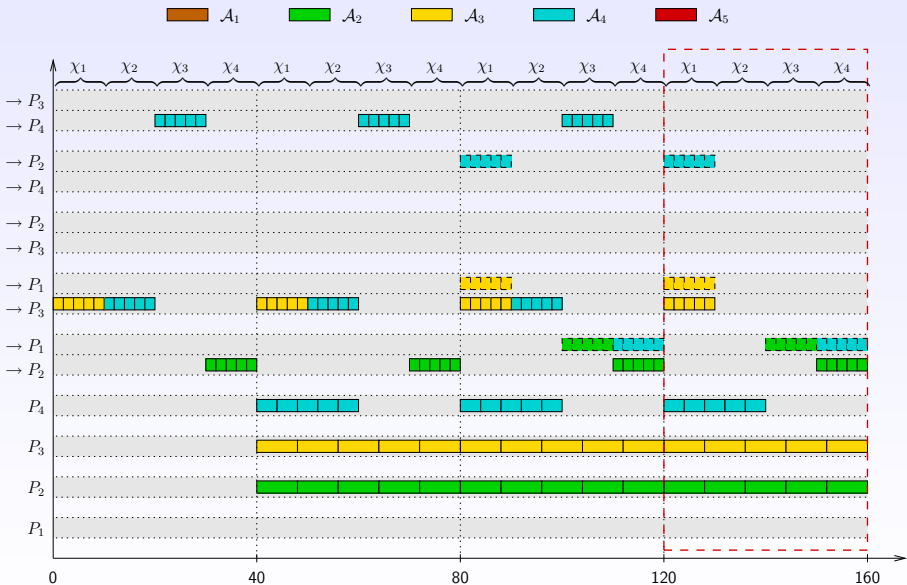 𝒜₁ 𝒜₂ 𝒜₃ 𝒜₄ 𝒜₅
χ₁ χ₂ χ₃ χ₄ χ₁ χ₂ χ₃ χ₄ χ₁ χ₂ χ₃ χ₄ χ₁ χ₂ χ₃ χ₄
→ P₃
→ P₄
→ P₂
→ P₄
→ P₂
→ P₃
→ P₁
→ P₃
→ P₁
→ P₂
P₄
P₃
P₂
P₁
0 40 80 120 160